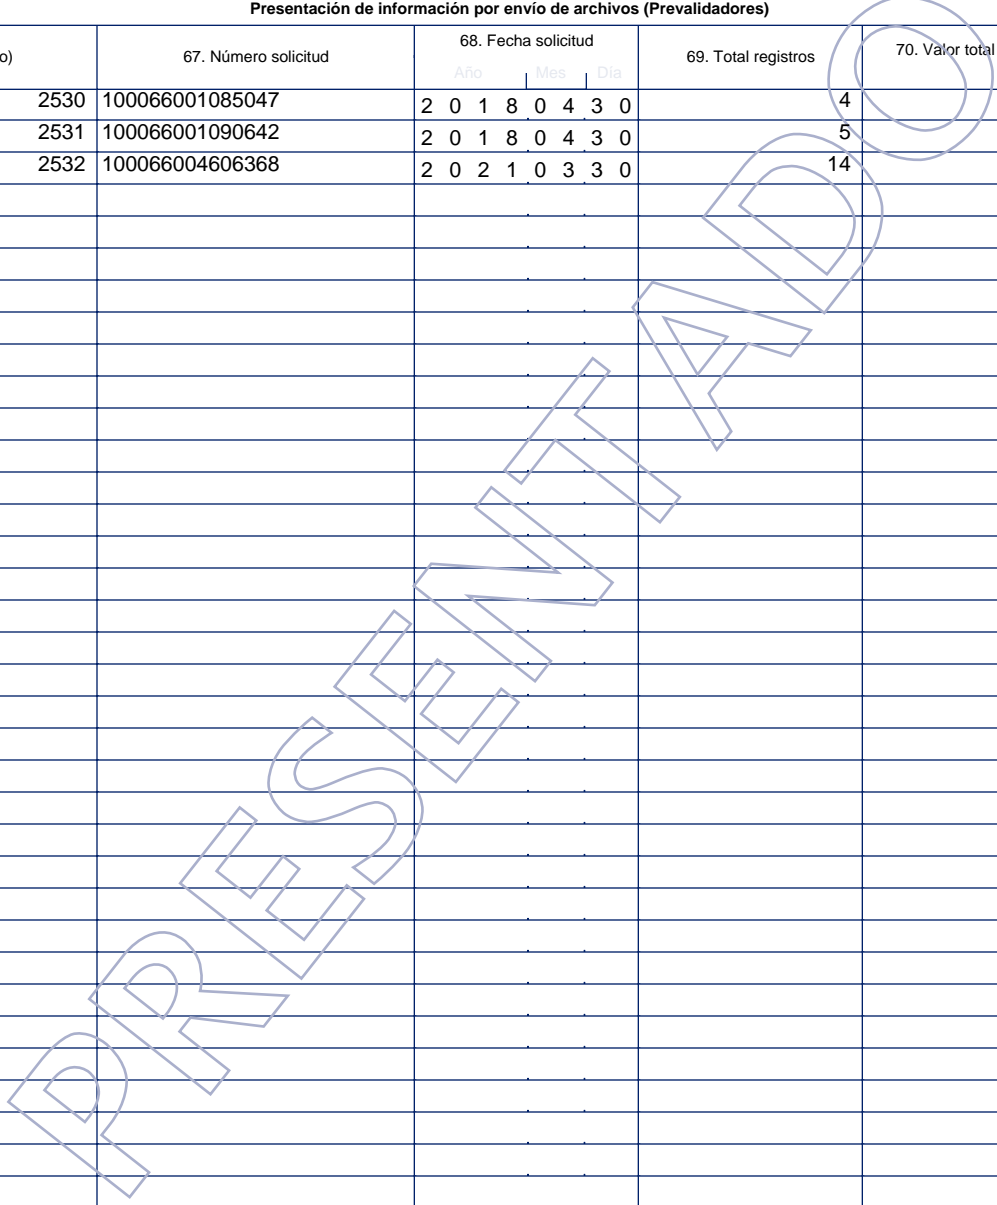 Presentación de información por envío de archivos (Prevalidadores)
o) 67. Número solicitud 68. Fecha solicitud 69. Total registros 70. Valor total
Año Mes Día
2530 100066001085047 2 0 1 8 0 4 3 0 4
2531 100066001090642 2 0 1 8 0 4 3 0 5
2532 100066004606368 2 0 2 1 0 3 3 0 14
PRESENTADO